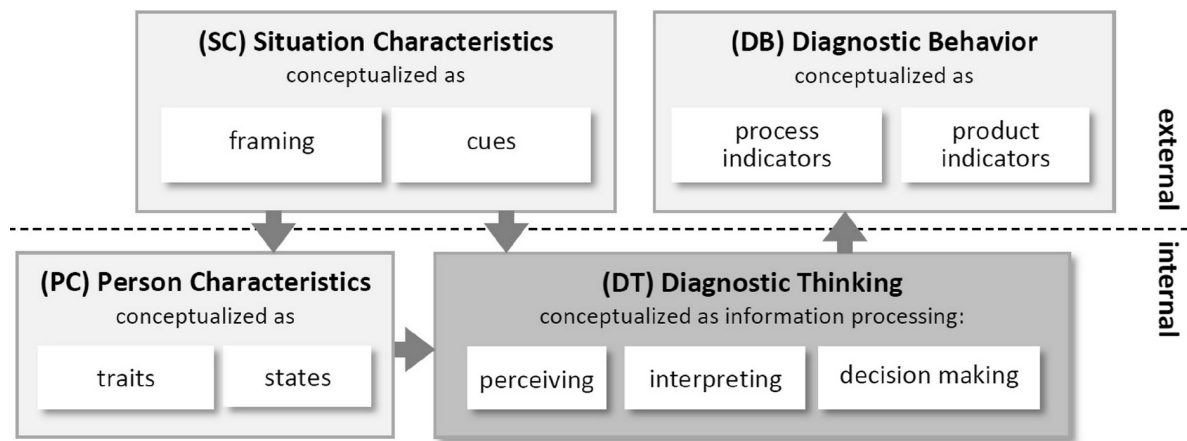 (SC) Situation Characteristics
conceptualized as
framing
cues
(DB) Diagnostic Behavior
conceptualized as
process
indicators
product
indicators
external
internal
(PC) Person Characteristics
conceptualized as
traits
states
(DT) Diagnostic Thinking
conceptualized as information processing:
perceiving
interpreting
decision making